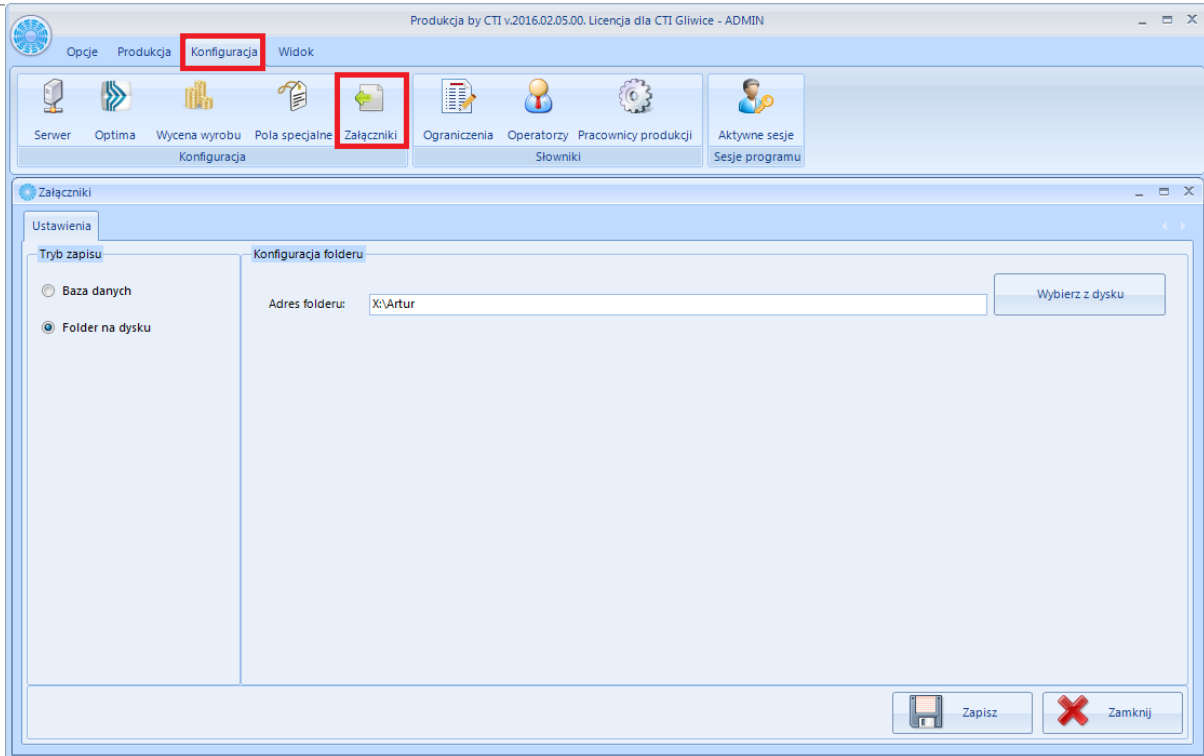 Produkcja by CTI v.2016.02.05.00. Licencja dla CTI Gliwice - ADMIN
Opcje Produkcja Konfiguracja Widok
Serwer Optima Wycena wyrobu Pola specjalne Załączniki Ograniczenia Operatorzy Pracownicy produkcji Aktywne sesje
Konfiguracja Słowniki Sesje programu
Załączniki
Ustawienia
Tryb zapisu
Baza danych
Folder na dysku
Konfiguracja folderu
Adres folderu: X:\Artur Wybierz z dysku
Zapisz Zamknij